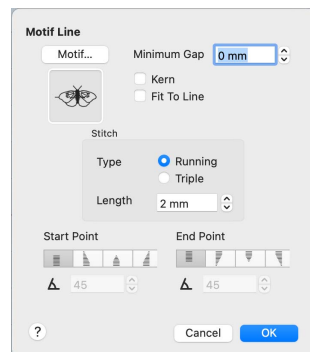 Motif Line
Motif... Minimum Gap 0 mm
Kern
Fit To Line
Stitch
Type Running
Triple
Length 2 mm
Start Point End Point
45 45
? Cancel OK